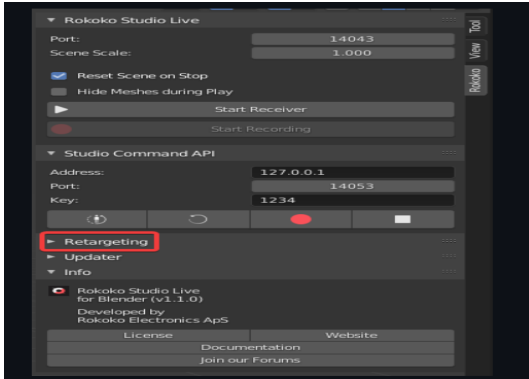 Rokoko Studio Live
Port: 14043
Scene Scale: 1.000
Reset Scene on Stop
Hide Meshes during Play
Start Receiver
Start Recording
Studio Command API
Address: 127.0.0.1
Port: 14053
Key: 1234
Retargeting
Updater
Info
Rokoko Studio Live
for Blender (v1.1.0)
Developed by
Rokoko Electronics ApS
License Website
Documentation
Join our Forums
Tool
View
Rokoko